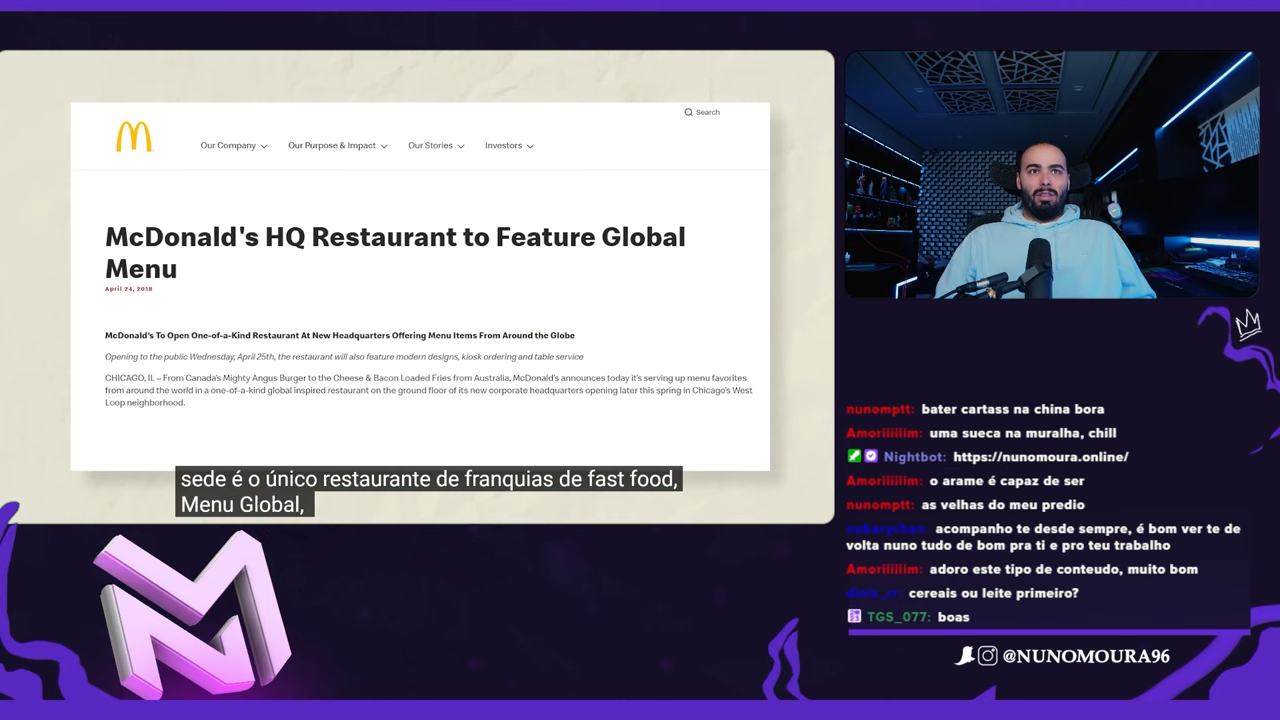 Search
Our Company
Our Purpose & Impact
Our Stories
Investors
McDonald's HQ Restaurant to Feature Global
Menu
April 24, 2018
McDonald's To Open One-of-a-Kind Restaurant At New Headquarters Offering Menu Items From Around the Globe
Opening to the public Wednesday, April 25th, the restaurant will also feature modern designs, kiosk ordering and table service
CHICAGO, IL – From Canada's Mighty Angus Burger to the Cheese & Bacon Loaded Fries from Australia, McDonald's announces today it's serving up menu favorites
from around the world in a one-of-a-kind global inspired restaurant on the ground floor of its new corporate headquarters opening later this spring in Chicago's West
Loop neighborhood.
sede é o único restaurante de franquias de fast food,
Menu Global,
nunomptt: bater cartass na china bora
Amoriiiiiim: uma sueca na muralha, chill
Nightbot: https://nunomoura.online/
Amoriiiiiim: o arame é capaz de ser
nunomptt: as velhas do meu predio
acompanho te desde sempre, é bom ver te de
volta nuno tudo de bom pra ti e pro teu trabalho
Amoriiiiiim: adoro este tipo de conteudo, muito bom
cereais ou leite primeiro?
TGS_077: boas
@NUNOMOURA96